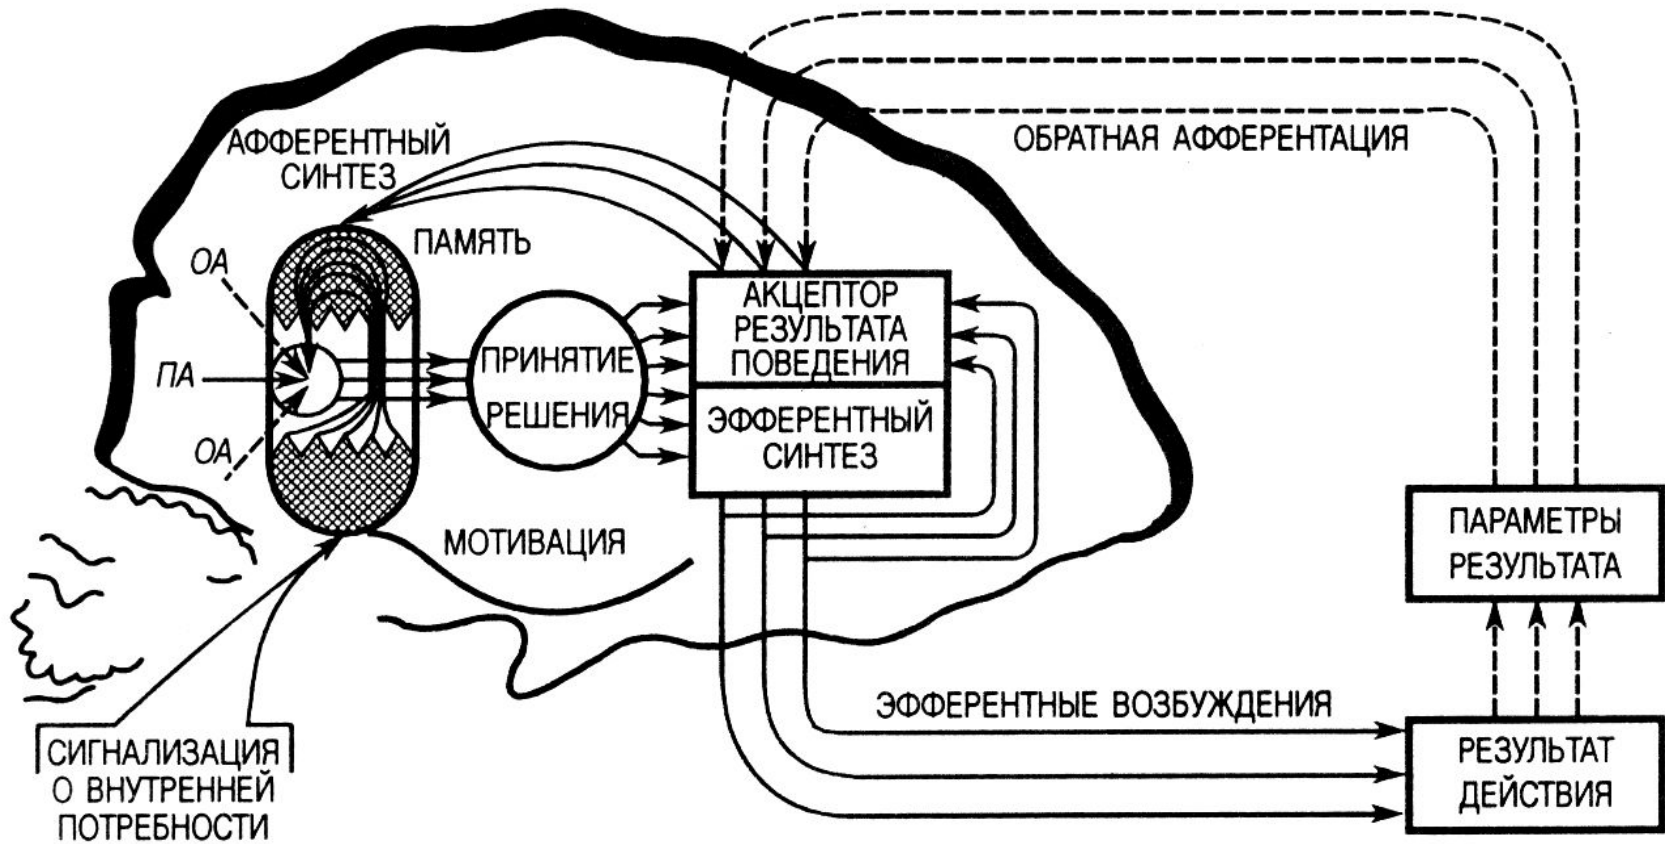 АФФЕРЕНТНЫЙ
СИНТЕЗ
ОБРАТНАЯ АФФЕРЕНТАЦИЯ
ПАМЯТЬ
ОА
ПА
ОА
ПРИНЯТИЕ
РЕШЕНИЯ
АКЦЕПТОР
РЕЗУЛЬТАТА
ПОВЕДЕНИЯ
ЭФФЕРЕНТНЫЙ
СИНТЕЗ
МОТИВАЦИЯ
ПАРАМЕТРЫ
РЕЗУЛЬТАТА
ЭФФЕРЕНТНЫЕ ВОЗБУЖДЕНИЯ
РЕЗУЛЬТАТ
ДЕЙСТВИЯ
СИГНАЛИЗАЦИЯ
О ВНУТРЕННЕЙ
ПОТРЕБНОСТИ